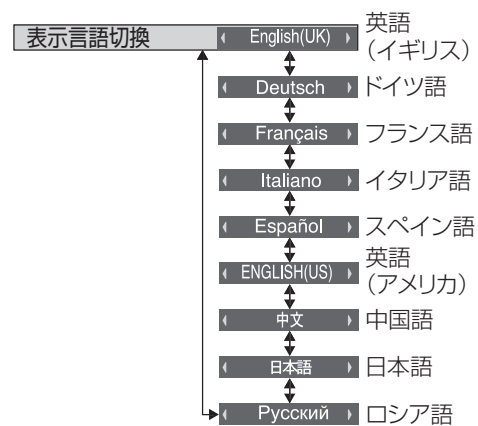 表示言語切換 English(UK) 英語
（イギリス）
Deutsch ドイツ語
Français フランス語
Italiano イタリア語
Español スペイン語
ENGLISH(US) 英語
（アメリカ）
中文 中国語
日本語 日本語
Русский ロシア語